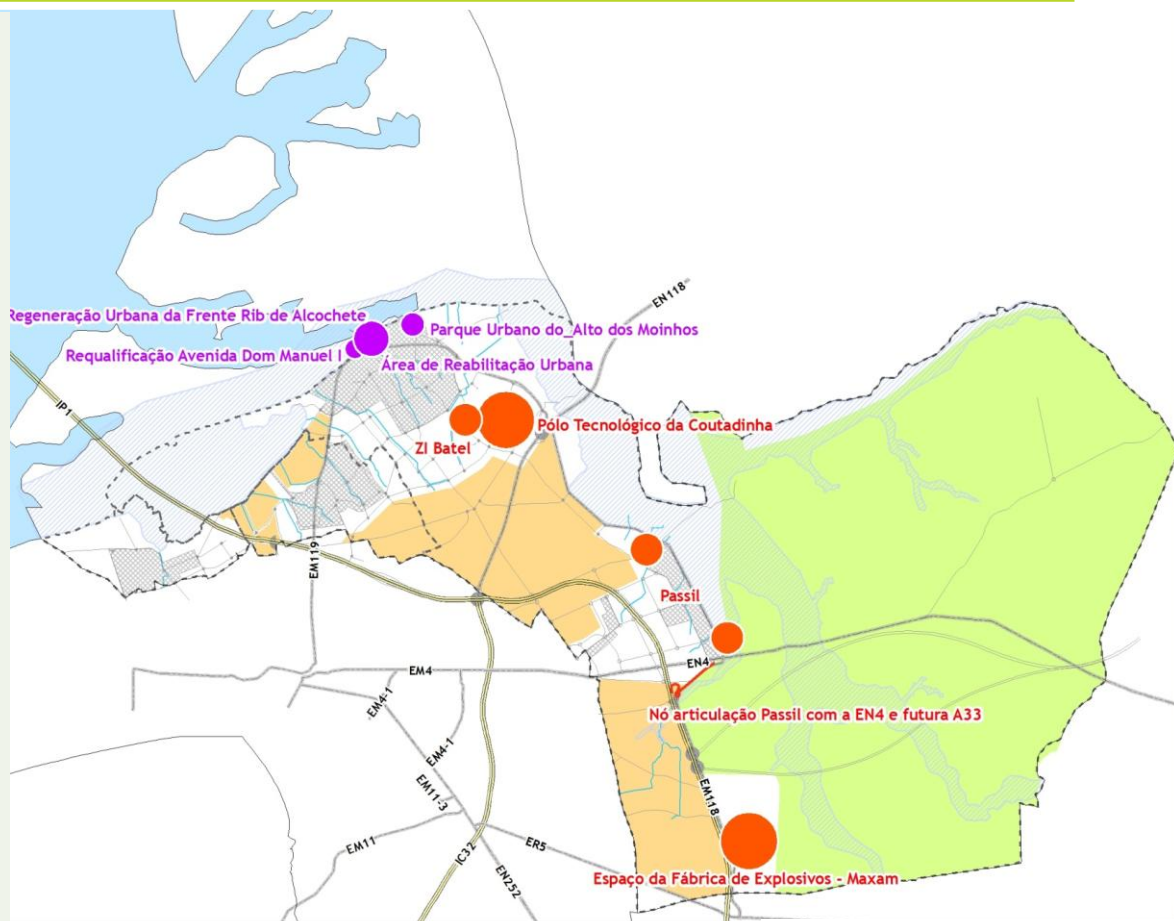 EN118
Regeneração Urbana da Frente Rib de Alcochete
Parque Urbano do_Alto dos Moinhos
Requalificação Avenida Dom Manuel I
Área de Reabilitação Urbana
IP1
Pólo Tecnológico da Coutadinha
ZI Batel
EM119
Passil
EN4
EM4
EM4-1
Nó articulação Passil com a EN4 e futura A33
EM4-1
EM11-3
EM118
EM11
IC32
ER5
EN252
Espaço da Fábrica de Explosivos - Maxam